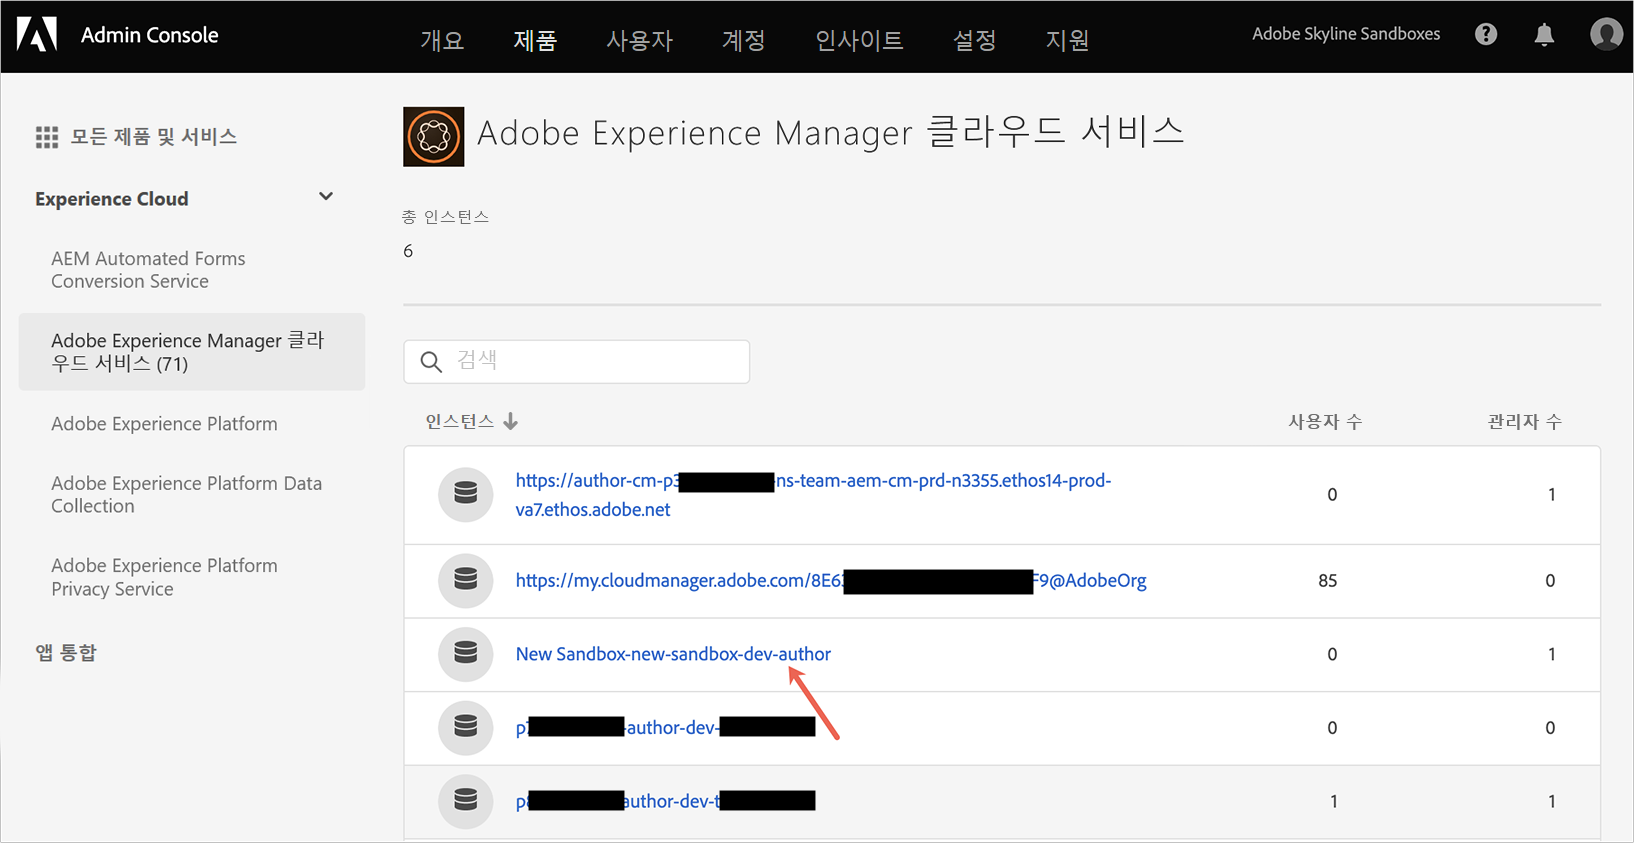 Admin Console
개요 제품 사용자 계정 인사이트 설정 지원
Adobe Skyline Sandboxes
모든 제품 및 서비스
Experience Cloud
AEM Automated Forms
Conversion Service
Adobe Experience Manager 클라
우드 서비스 (71)
Adobe Experience Platform
Adobe Experience Platform Data
Collection
Adobe Experience Platform
Privacy Service
앱 통합
Adobe Experience Manager 클라우드 서비스
총 인스턴스
6
검색
인스턴스 사용자 수 관리자 수
https://author-cm-p3 ns-team-aem-cm-prd-n3355.ethos14-prod-
va7.ethos.adobe.net 0 1
https://my.cloudmanager.adobe.com/8E63 F9@AdobeOrg 85 0
New Sandbox-new-sandbox-dev-author 0 1
p7 -author-dev- 0 0
p8 author-dev-t 1 1